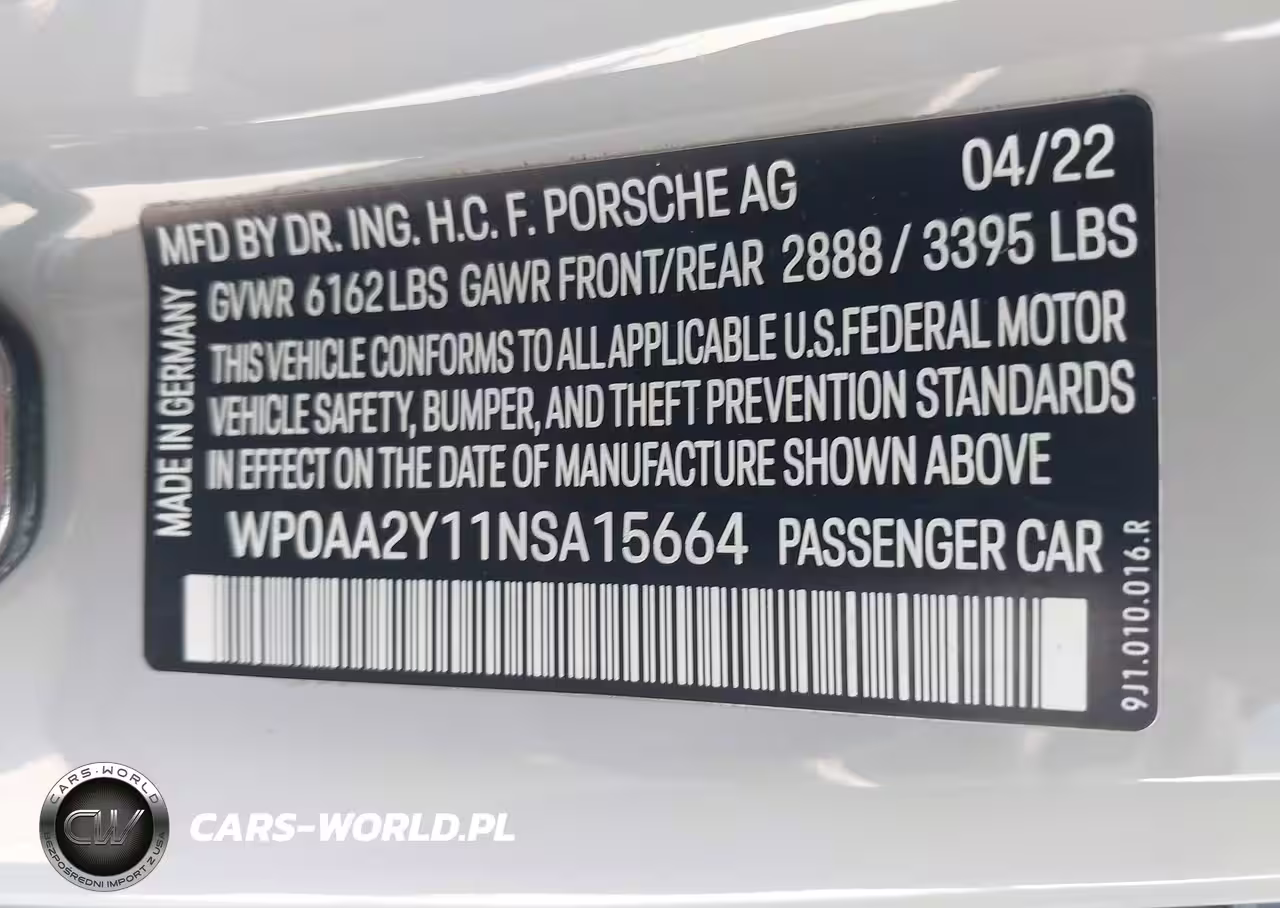 MFD BY DR. ING. H.C. F. PORSCHE AG 04/22
GVWR 6162 LBS GAWR FRONT/REAR 2888 / 3395 LBS
THIS VEHICLE CONFORMS TO ALL APPLICABLE U.S.FEDERAL MOTOR
VEHICLE SAFETY, BUMPER, AND THEFT PREVENTION STANDARDS
IN EFFECT ON THE DATE OF MANUFACTURE SHOWN ABOVE
WP0AA2Y11NSA15664 PASSENGER CAR
MADE IN GERMANY
9J1.010.016.R
CARS-WORLD
CW
BEZPOŚREDNI IMPORT Z USA
CARS-WORLD.PL